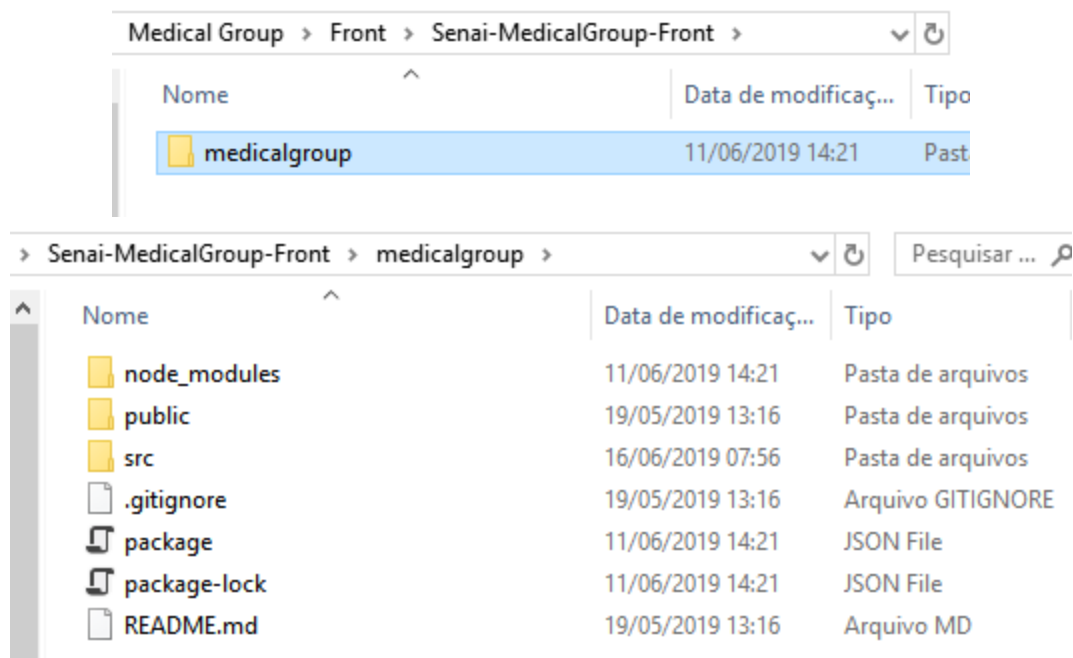 Medical Group > Front > Senai-MedicalGroup-Front >
Nome Data de modificaç... Tipo
medicalgroup 11/06/2019 14:21 Past
> Senai-MedicalGroup-Front > medicalgroup > Pesquisar ...
Nome Data de modificaç... Tipo
node_modules 11/06/2019 14:21 Pasta de arquivos
public 19/05/2019 13:16 Pasta de arquivos
src 16/06/2019 07:56 Pasta de arquivos
.gitignore 19/05/2019 13:16 Arquivo GITIGNORE
package 11/06/2019 14:21 JSON File
package-lock 11/06/2019 14:21 JSON File
README.md 19/05/2019 13:16 Arquivo MD